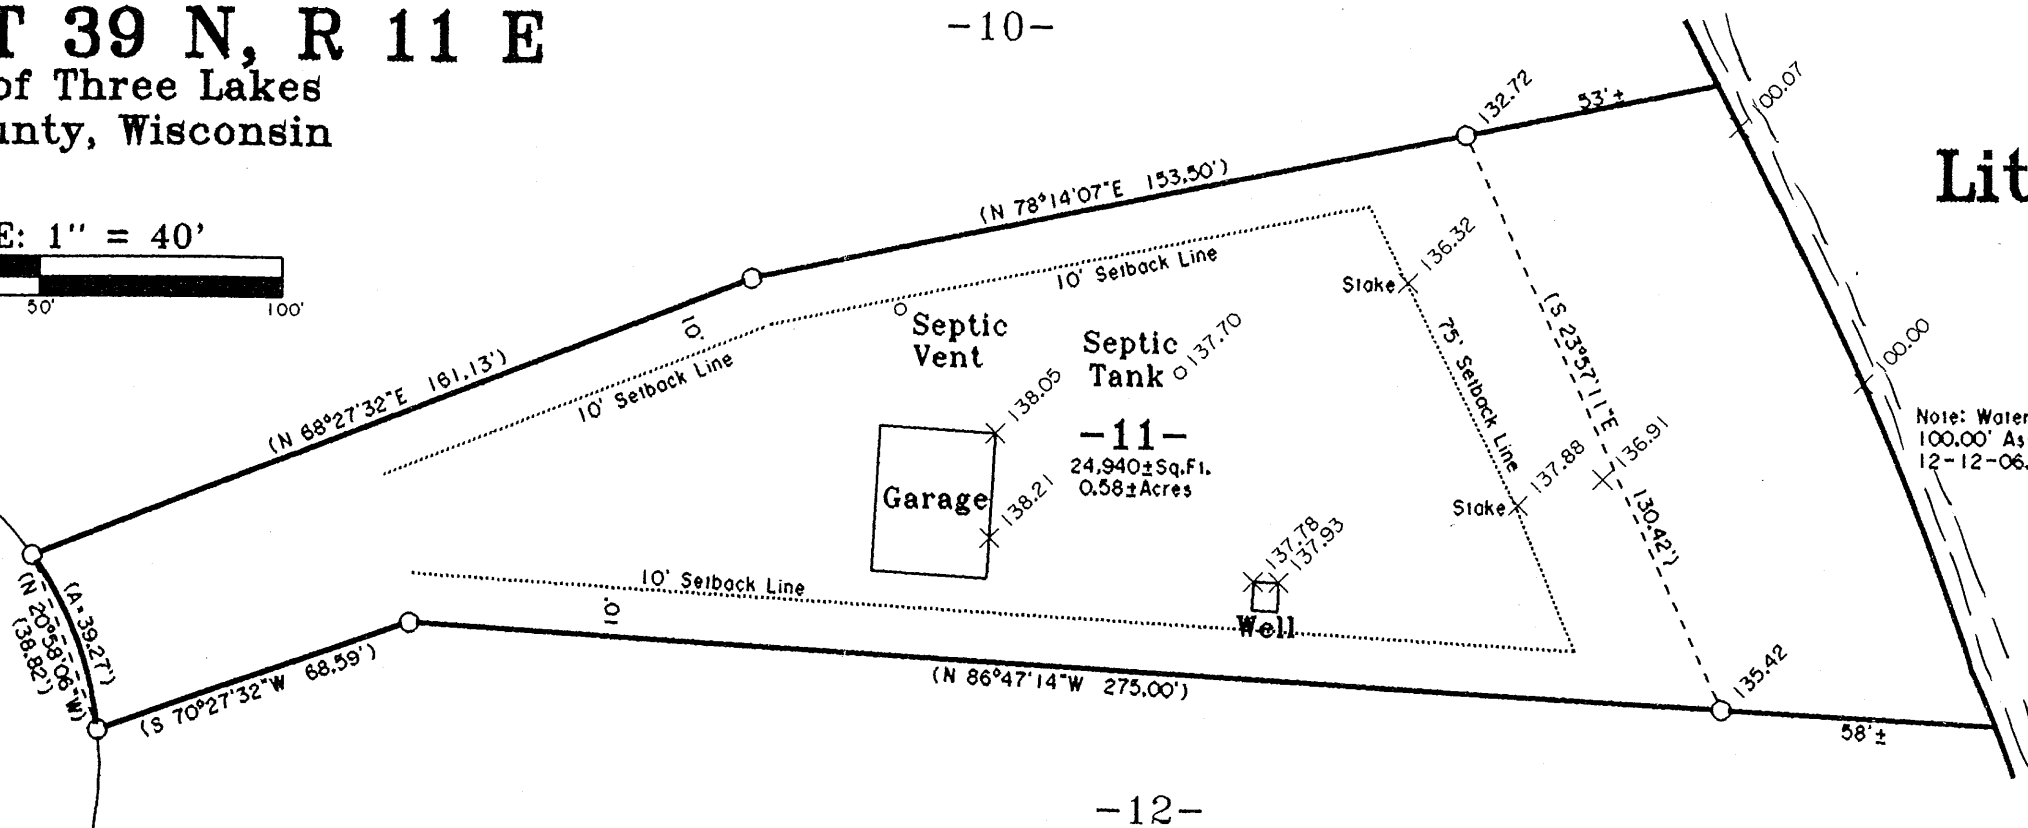 T 39 N, R 11 E
of Three Lakes
unty, Wisconsin
E: 1" = 40'
50' 100'
-10-
132.72
53'±
100.07
Lit
(N 78°14'07"E 153.50')
10' Setback Line
136.32
Stake
(S 23°57'11"E 130.42')
75' Setback Line
100.00
Note: Water
100.00' As
12-12-06.
10'
10' Setback Line
(N 68°27'32"E 161.13')
Septic
Vent
Septic
Tank
137.70
138.05
-11-
24,940±Sq.Ft.
0.58±Acres
Garage
138.21
136.91
137.88
Stake
137.78
137.93
Well
10' Setback Line
10'
(A=39.27')
(N 20°58'06"W)
(38.82')
(S 70°27'32"W 68.59')
(N 86°47'14"W 275.00')
135.42
58'±
-12-